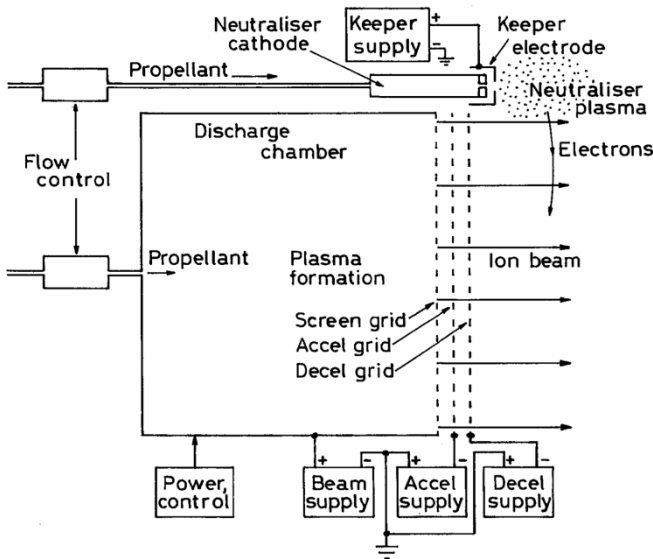 Neutraliser
cathode
Keeper
supply
+
-
Keeper
electrode
Propellant
Neutraliser
plasma
Discharge
chamber
Electrons
Flow
control
Propellant
Plasma
formation
Ion beam
Screen grid
Accel grid
Decel grid
+
-
+
-
+
-
Power,
control
Beam
supply
Accel
supply
Decel
supply